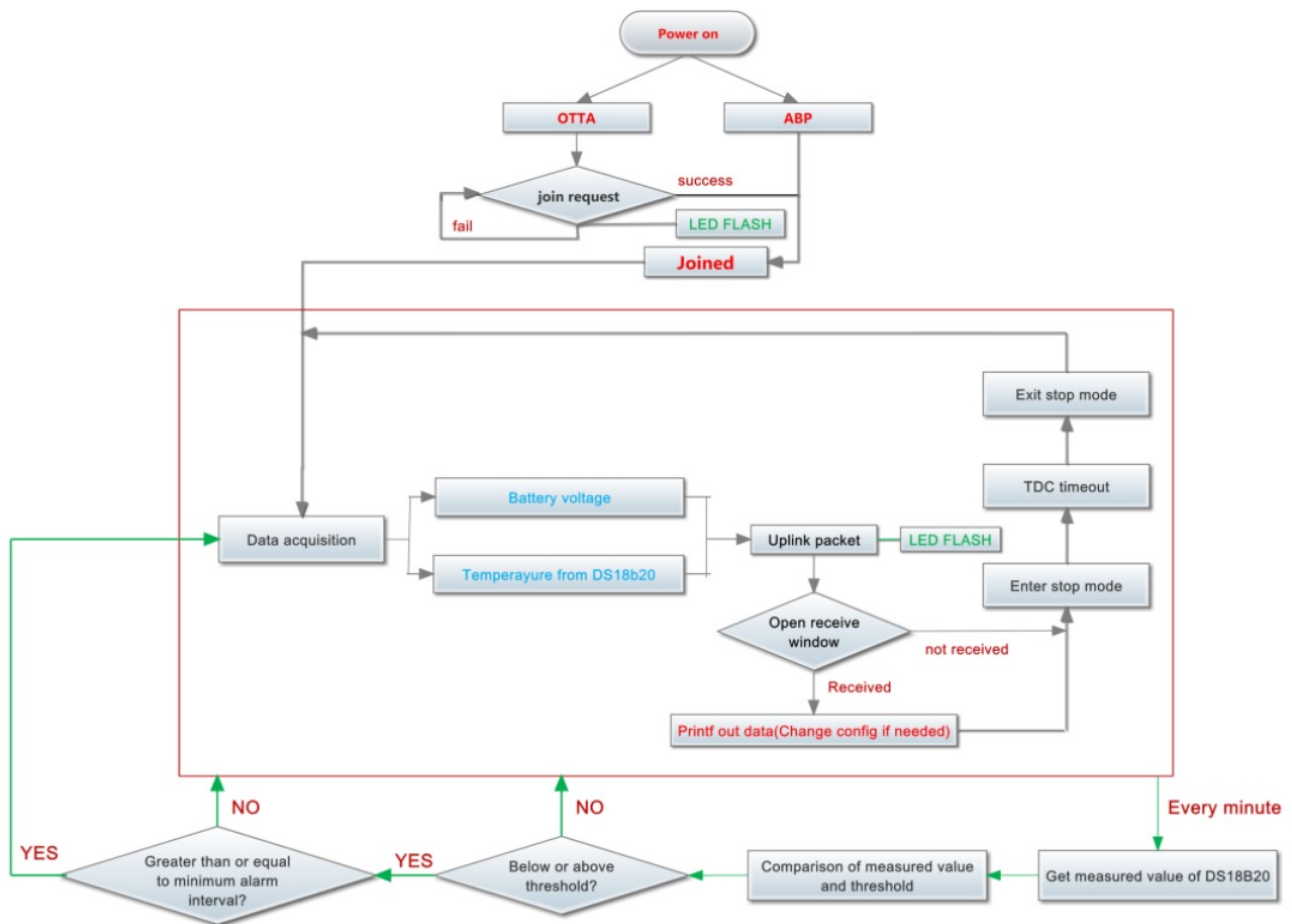 Power on
OTTA
ABP
join request
success
fail
LED FLASH
Joined
Exit stop mode
TDC timeout
Battery voltage
Data acquisition
Uplink packet
LED FLASH
Temperayure from DS18b20
Enter stop mode
Open receive
window
not received
Received
Printf out data(Change config if needed)
NO
NO
Every minute
YES
Greater than or equal
to minimum alarm
interval?
YES
Below or above
threshold?
Comparison of measured value
and threshold
Get measured value of DS18B20